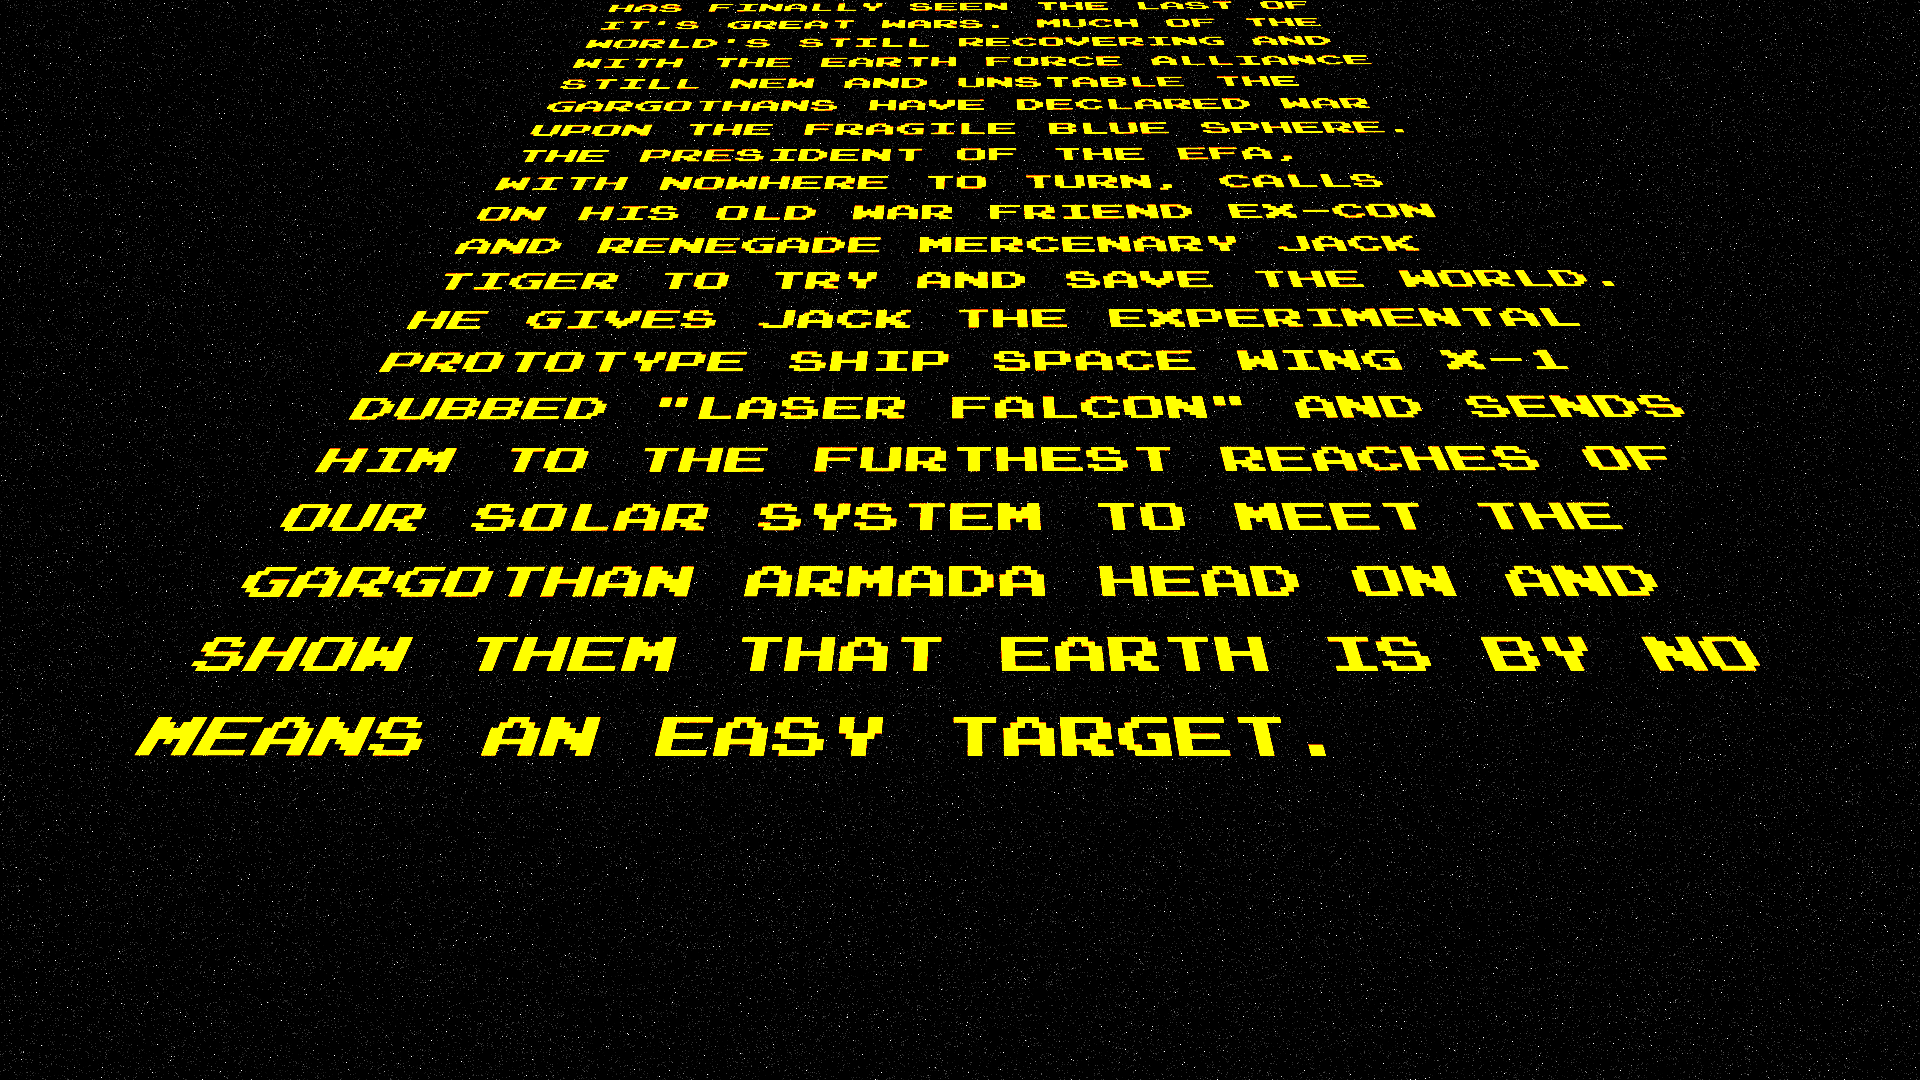 HAS FINALLY SEEN THE LAST OF
IT'S GREAT WARS. MUCH OF THE
WORLD'S STILL RECOVERING AND
WITH THE EARTH FORCE ALLIANCE
STILL NEW AND UNSTABLE THE
GARGOTHANS HAVE DECLARED WAR
UPON THE FRAGILE BLUE SPHERE.
THE PRESIDENT OF THE EFA,
WITH NOWHERE TO TURN, CALLS
ON HIS OLD WAR FRIEND EX-CON
AND RENEGADE MERCENARY JACK
TIGER TO TRY AND SAVE THE WORLD.
HE GIVES JACK THE EXPERIMENTAL
PROTOTYPE SHIP SPACE WING X-1
DUBBED "LASER FALCON" AND SENDS
HIM TO THE FURTHEST REACHES OF
OUR SOLAR SYSTEM TO MEET THE
GARGOTHAN ARMADA HEAD ON AND
SHOW THEM THAT EARTH IS BY NO
MEANS AN EASY TARGET.